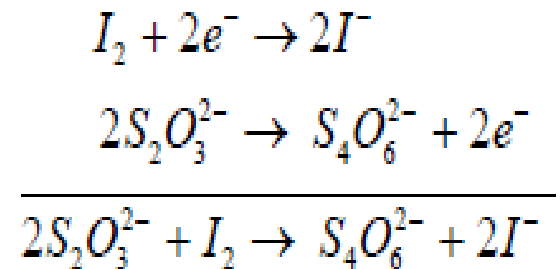 I₂ + 2e⁻ → 2I⁻
2S₂O₃²⁻ → S₄O₆²⁻ + 2e⁻
2S₂O₃²⁻ + I₂ → S₄O₆²⁻ + 2I⁻